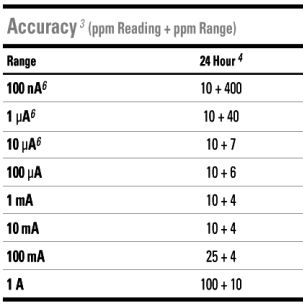 Accuracy 3 (ppm Reading + ppm Range)
Range 24 Hour 4
100 nA6 10 + 400
1 µA6 10 + 40
10 µA6 10 + 7
100 µA 10 + 6
1 mA 10 + 4
10 mA 10 + 4
100 mA 25 + 4
1 A 100 + 10